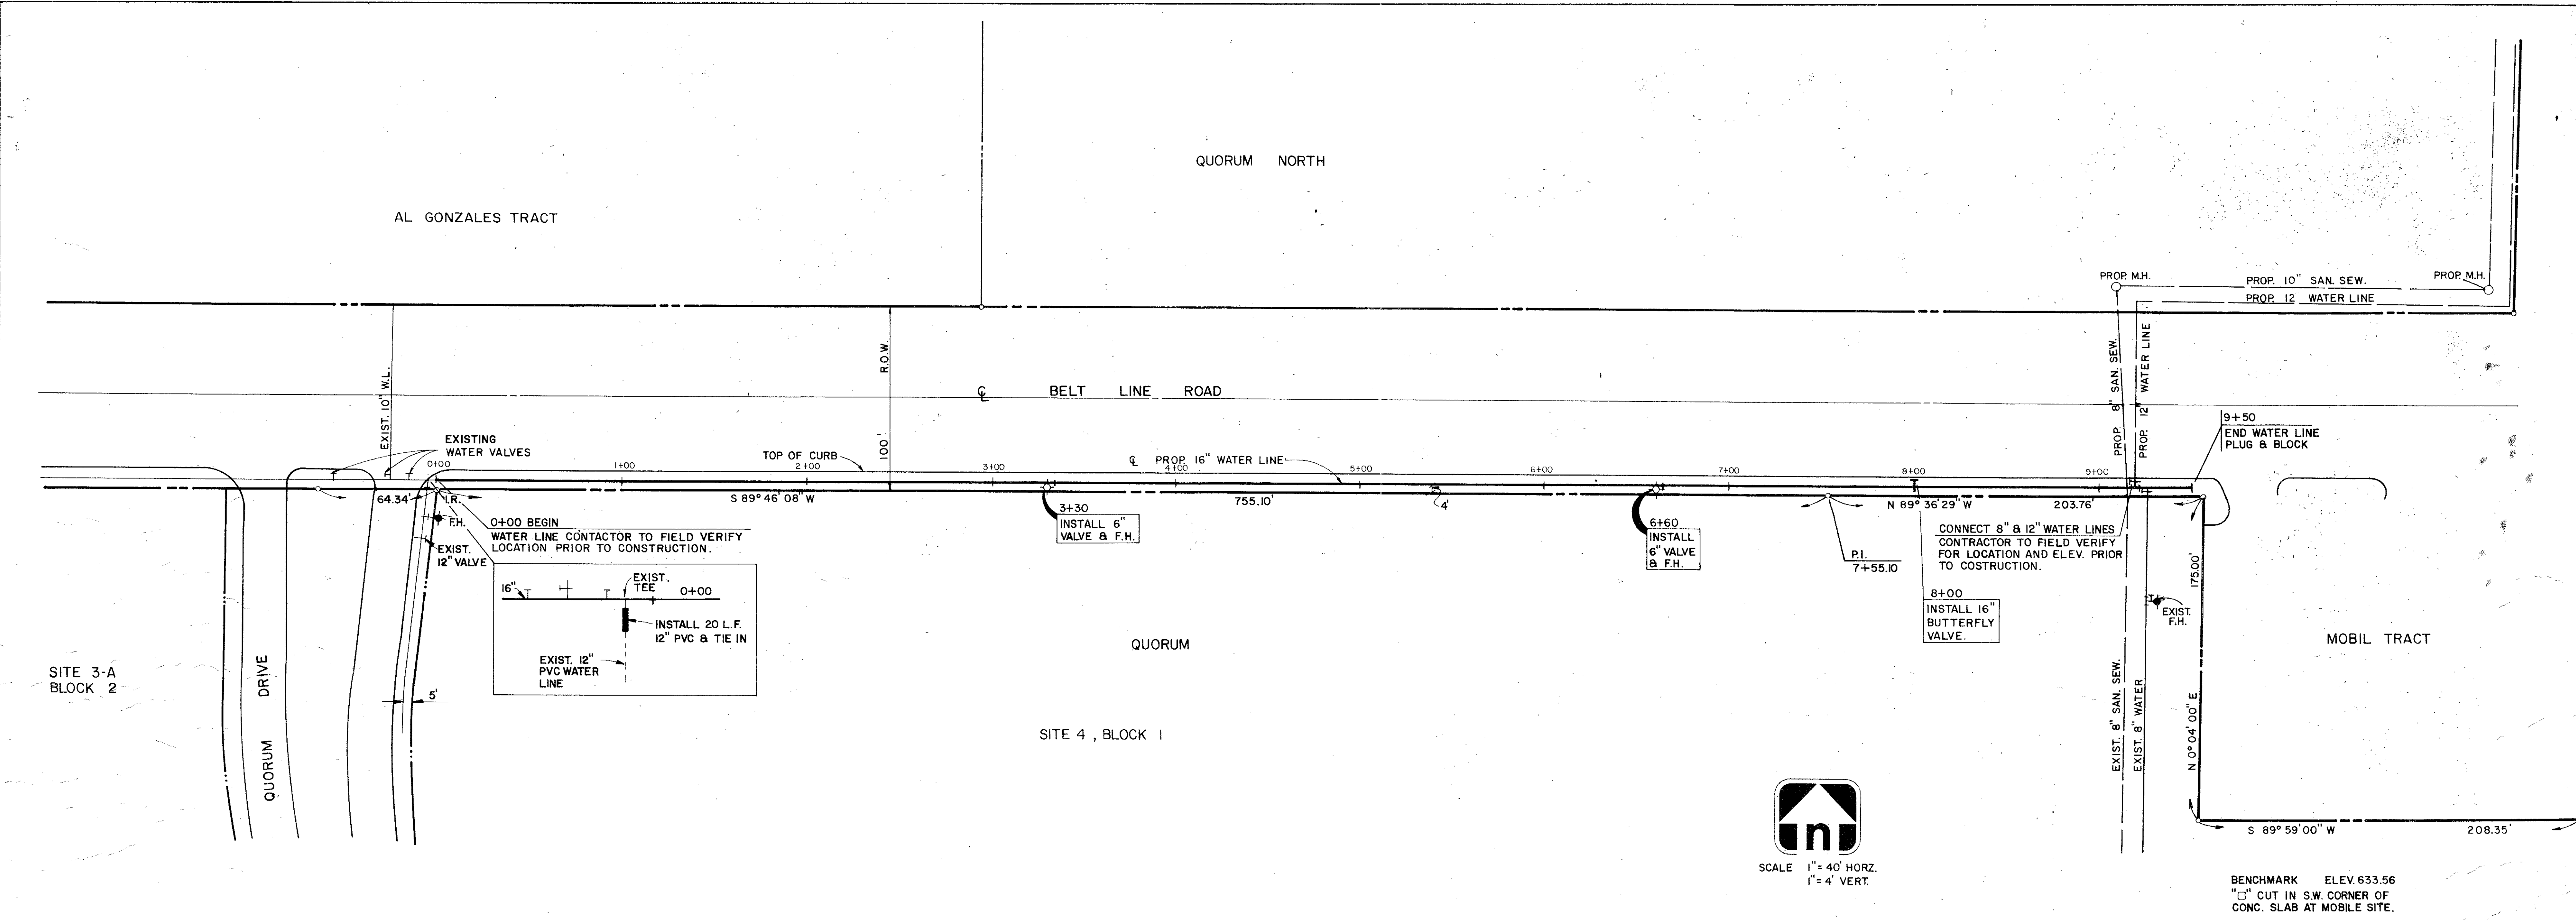 QUORUM NORTH
AL GONZALES TRACT
PROP. M.H.
PROP. 10" SAN. SEW.
PROP. M.H.
PROP. 12 WATER LINE
EXIST. 10" W.L.
R.O.W.
100'
℄ BELT LINE ROAD
PROP. 8" SAN. SEW.
PROP. 12" WATER LINE
9+50
END WATER LINE
PLUG & BLOCK
EXISTING
WATER VALVES
TOP OF CURB
℄ PROP. 16" WATER LINE
0+00
1+00
2+00
3+00
4+00
5+00
6+00
7+00
8+00
9+00
64.34'
I.R.
S 89° 46' 08" W
755.10'
4'
N 89° 36' 29" W
203.76'
F.H.
EXIST.
12" VALVE
0+00 BEGIN
WATER LINE CONTACTOR TO FIELD VERIFY
LOCATION PRIOR TO CONSTRUCTION.
3+30
INSTALL 6"
VALVE & F.H.
6+60
INSTALL
6" VALVE
& F.H.
P.I.
7+55.10
CONNECT 8" & 12" WATER LINES
CONTRACTOR TO FIELD VERIFY
FOR LOCATION AND ELEV. PRIOR
TO COSTRUCTION.
8+00
INSTALL 16"
BUTTERFLY
VALVE.
16"
EXIST.
TEE
0+00
INSTALL 20 L.F.
12" PVC & TIE IN
EXIST. 12"
PVC WATER
LINE
175.00'
N 0° 04' 00" E
EXIST.
F.H.
EXIST. 8" SAN. SEW.
EXIST. 8" WATER
MOBIL TRACT
QUORUM
SITE 4 , BLOCK 1
SITE 3-A
BLOCK 2
QUORUM DRIVE
5'
n
SCALE 1"= 40' HORZ.
1"= 4' VERT.
S 89° 59' 00" W
208.35'
BENCHMARK ELEV. 633.56
"□" CUT IN S.W. CORNER OF
CONC. SLAB AT MOBILE SITE.